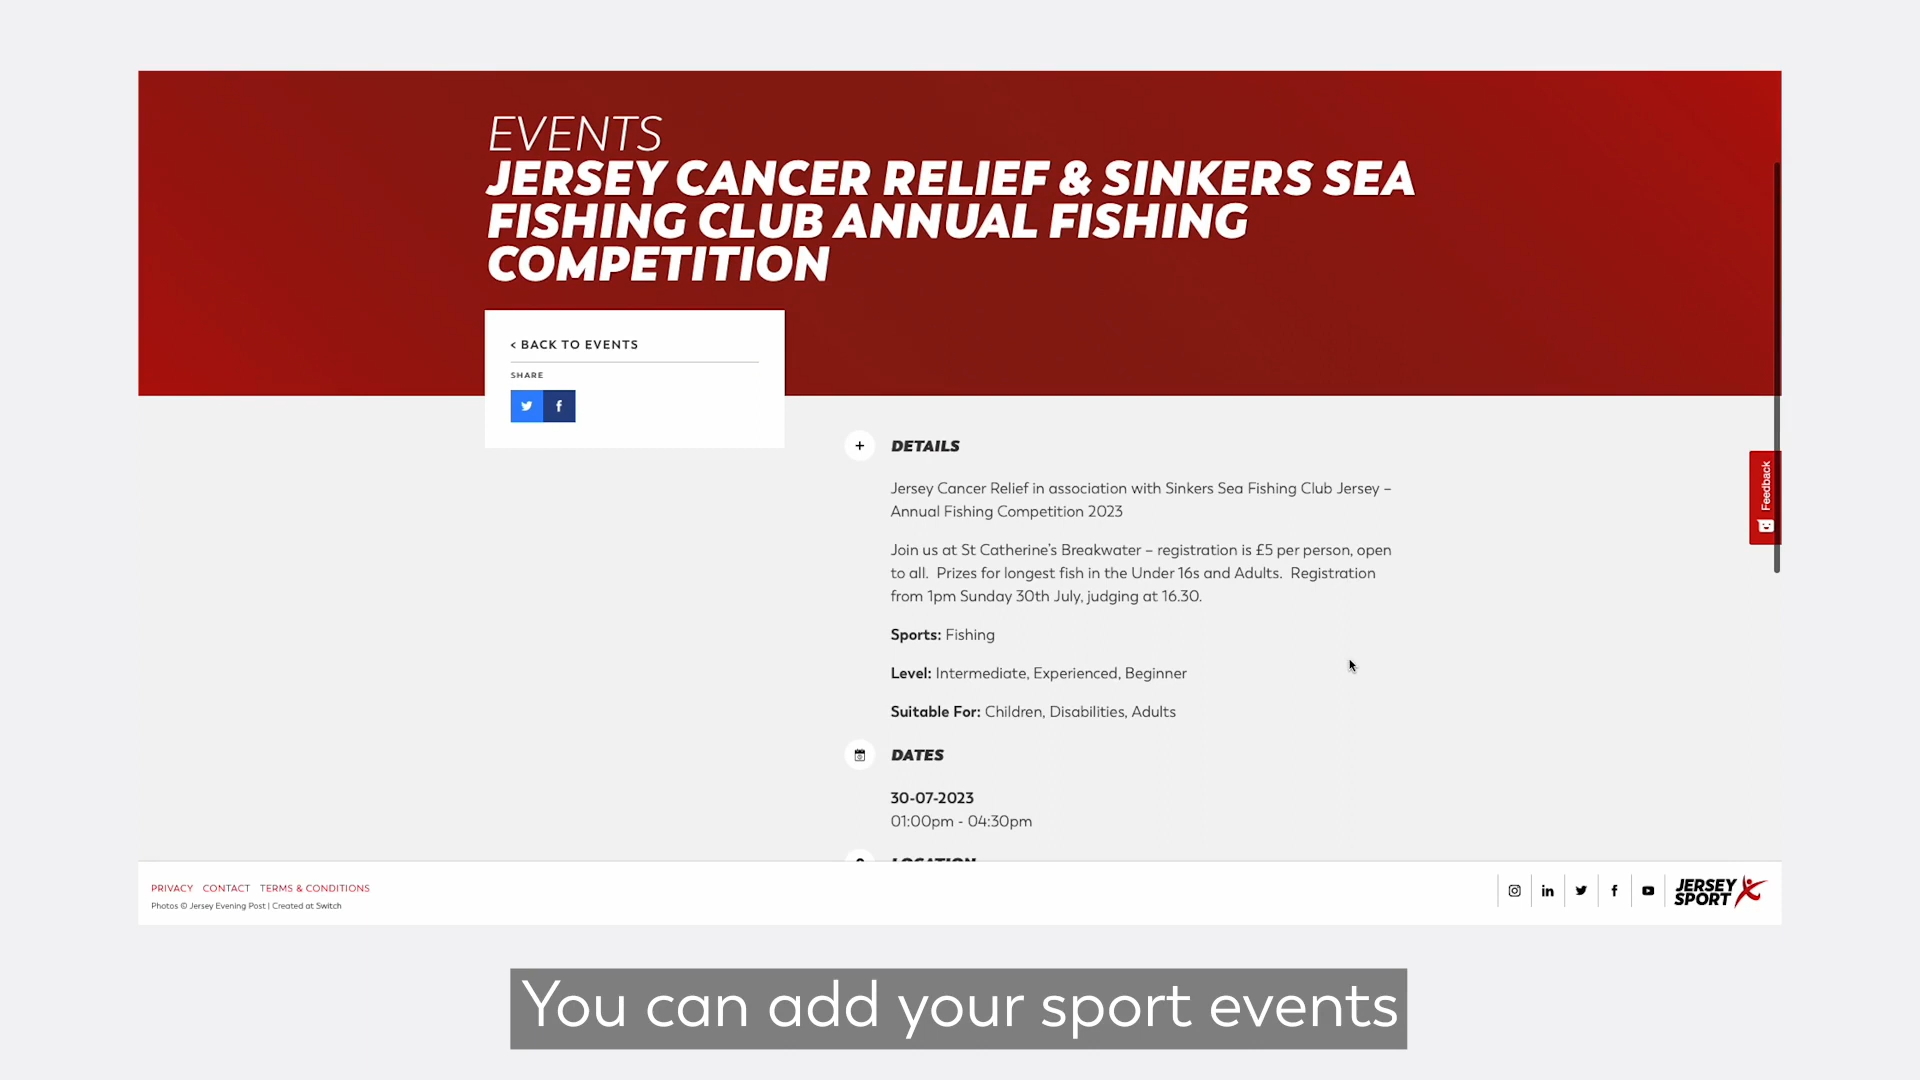 EVENTS
JERSEY CANCER RELIEF & SINKERS SEA
FISHING CLUB ANNUAL FISHING
COMPETITION
< BACK TO EVENTS
SHARE
DETAILS
Jersey Cancer Relief in association with Sinkers Sea Fishing Club Jersey –
Annual Fishing Competition 2023
Join us at St Catherine's Breakwater – registration is £5 per person, open
to all.  Prizes for longest fish in the Under 16s and Adults.  Registration
from 1pm Sunday 30th July, judging at 16.30.
Sports: Fishing
Level: Intermediate, Experienced, Beginner
Suitable For: Children, Disabilities, Adults
DATES
30-07-2023
01:00pm - 04:30pm
LOCATION
Feedback
PRIVACY CONTACT TERMS & CONDITIONS
Photos © Jersey Evening Post | Created at Switch
JERSEY
SPORT
You can add your sport events